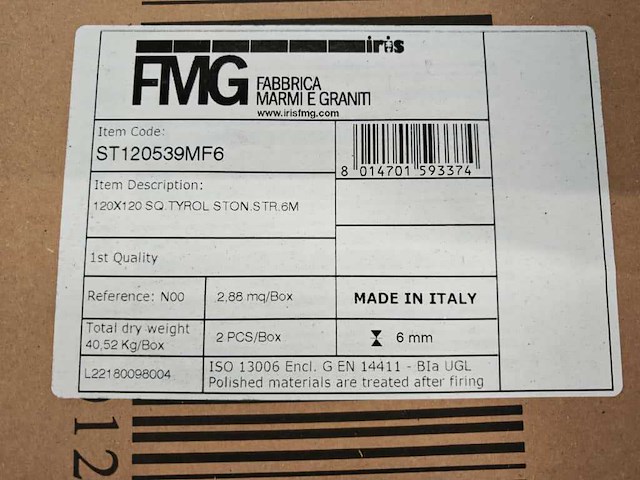 iris
FMG FABBRICA
MARMI E GRANITI
www.irisfmg.com
Item Code:
ST120539MF6
8 014701 593374
Item Description:
120X120 SQ.TYROL STON.STR.6M
1st Quality
Reference: N00
2,88 mq/Box
MADE IN ITALY
Total dry weight
40,52 Kg/Box
2 PCS/Box
6 mm
L22180098004
ISO 13006 Encl. G EN 14411 - BIa UGL
Polished materials are treated after firing
12